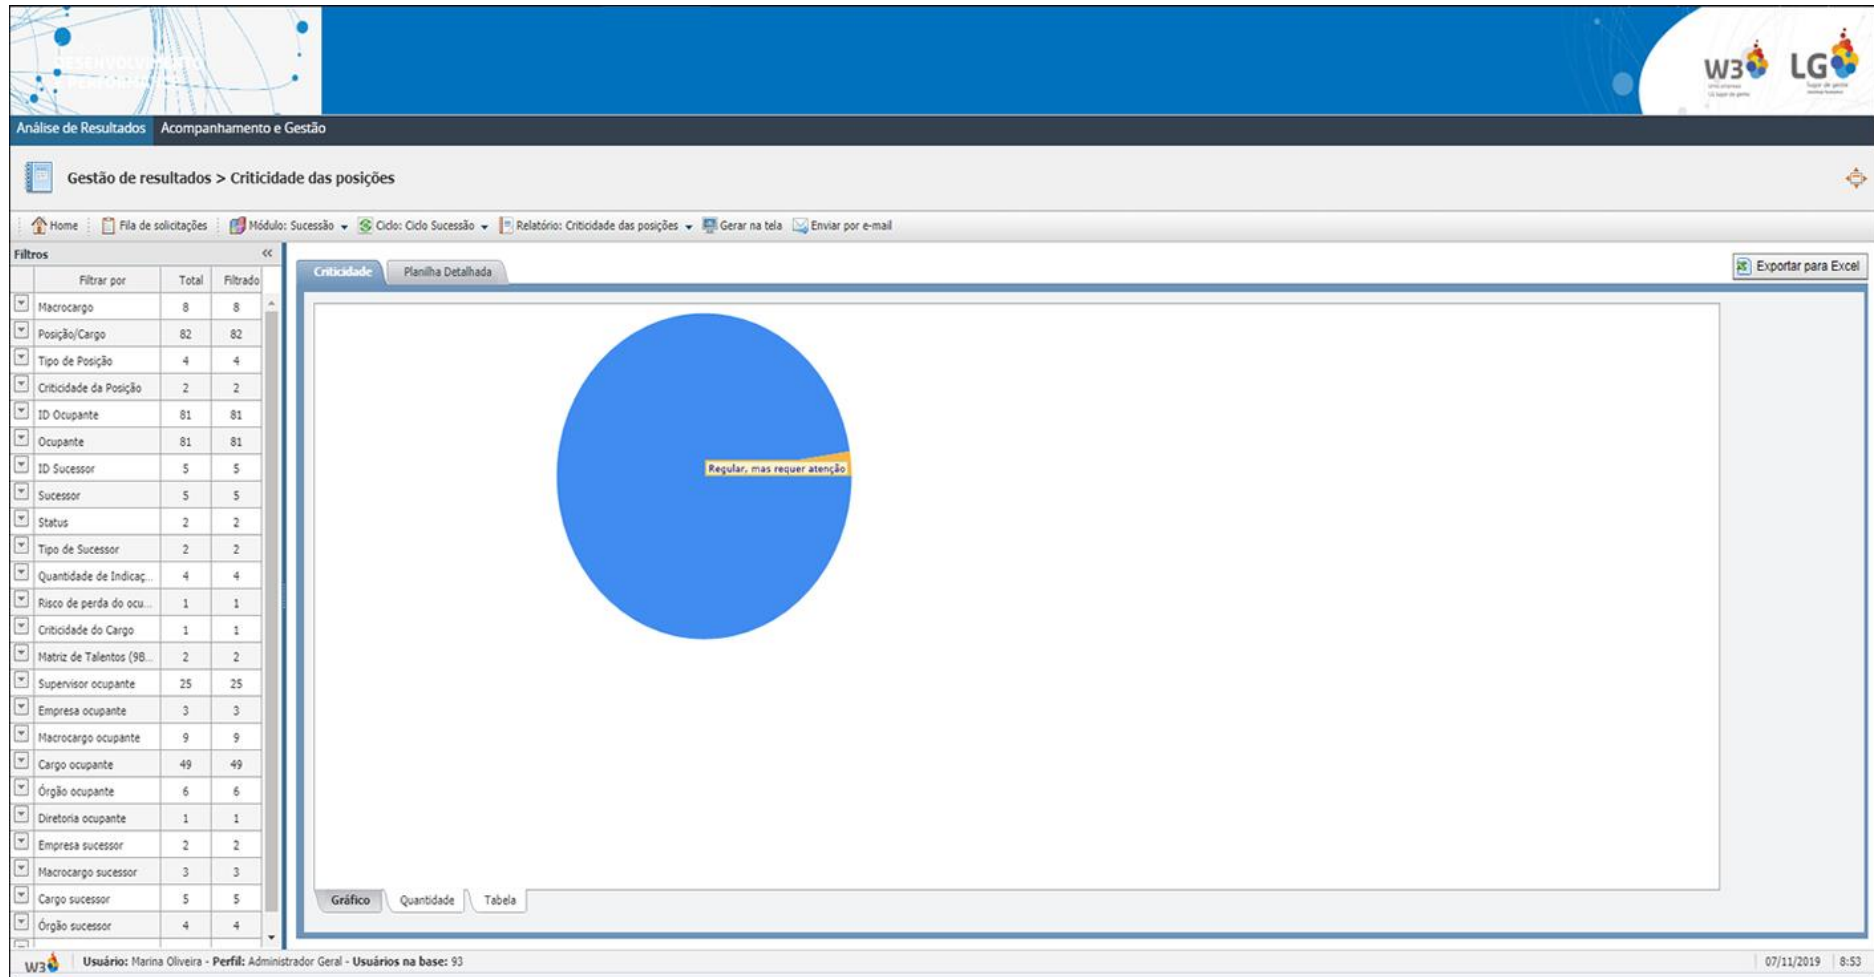 DESENVOLVIMENTO
W3
LG
lugar de gente
Análise de Resultados Acompanhamento e Gestão
Gestão de resultados > Criticidade das posições
Home Fila de solicitações Módulo: Sucessão Ciclo: Ciclo Sucessão Relatório: Criticidade das posições Gerar na tela Enviar por e-mail
Filtros «
Criticidade Planilha Detalhada Exportar para Excel
Filtrar por Total Filtrado
Macrocargo 8 8
Posição/Cargo 82 82
Tipo de Posição 4 4
Criticidade da Posição 2 2
ID Ocupante 81 81
Ocupante 81 81
ID Sucessor 5 5
Regular, mas requer atenção
Sucessor 5 5
Status 2 2
Tipo de Sucessor 2 2
Quantidade de Indicaç... 4 4
Risco de perda do ocu... 1 1
Criticidade do Cargo 1 1
Matriz de Talentos (9B... 2 2
Supervisor ocupante 25 25
Empresa ocupante 3 3
Macrocargo ocupante 9 9
Cargo ocupante 49 49
Órgão ocupante 6 6
Diretoria ocupante 1 1
Empresa sucessor 2 2
Macrocargo sucessor 3 3
Cargo sucessor 5 5
Órgão sucessor 4 4
Gráfico Quantidade Tabela
W3 Usuário: Marina Oliveira - Perfil: Administrador Geral - Usuários na base: 93 07/11/2019 8:53